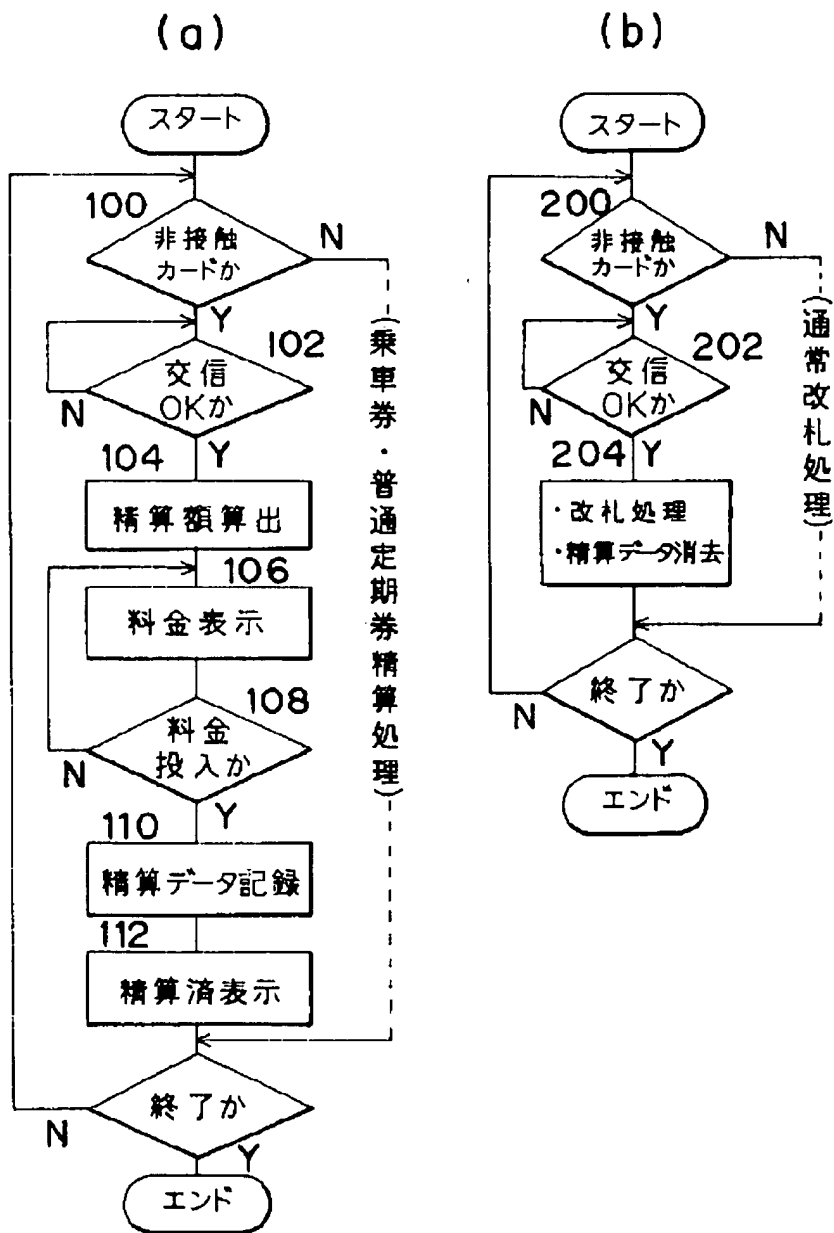 (a)
スタート
100
非接触
カードか
N
Y
102
交信
OKか
N
Y
104
精算額算出
106
料金表示
108
料金
投入か
N
Y
110
精算データ記録
112
精算済表示
終了か
N
Y
エンド
(乗車券・普通定期券精算処理)
(b)
スタート
200
非接触
カードか
N
Y
202
交信
OKか
N
Y
204
・改札処理
・精算データ消去
(通常改札処理)
終了か
N
Y
エンド